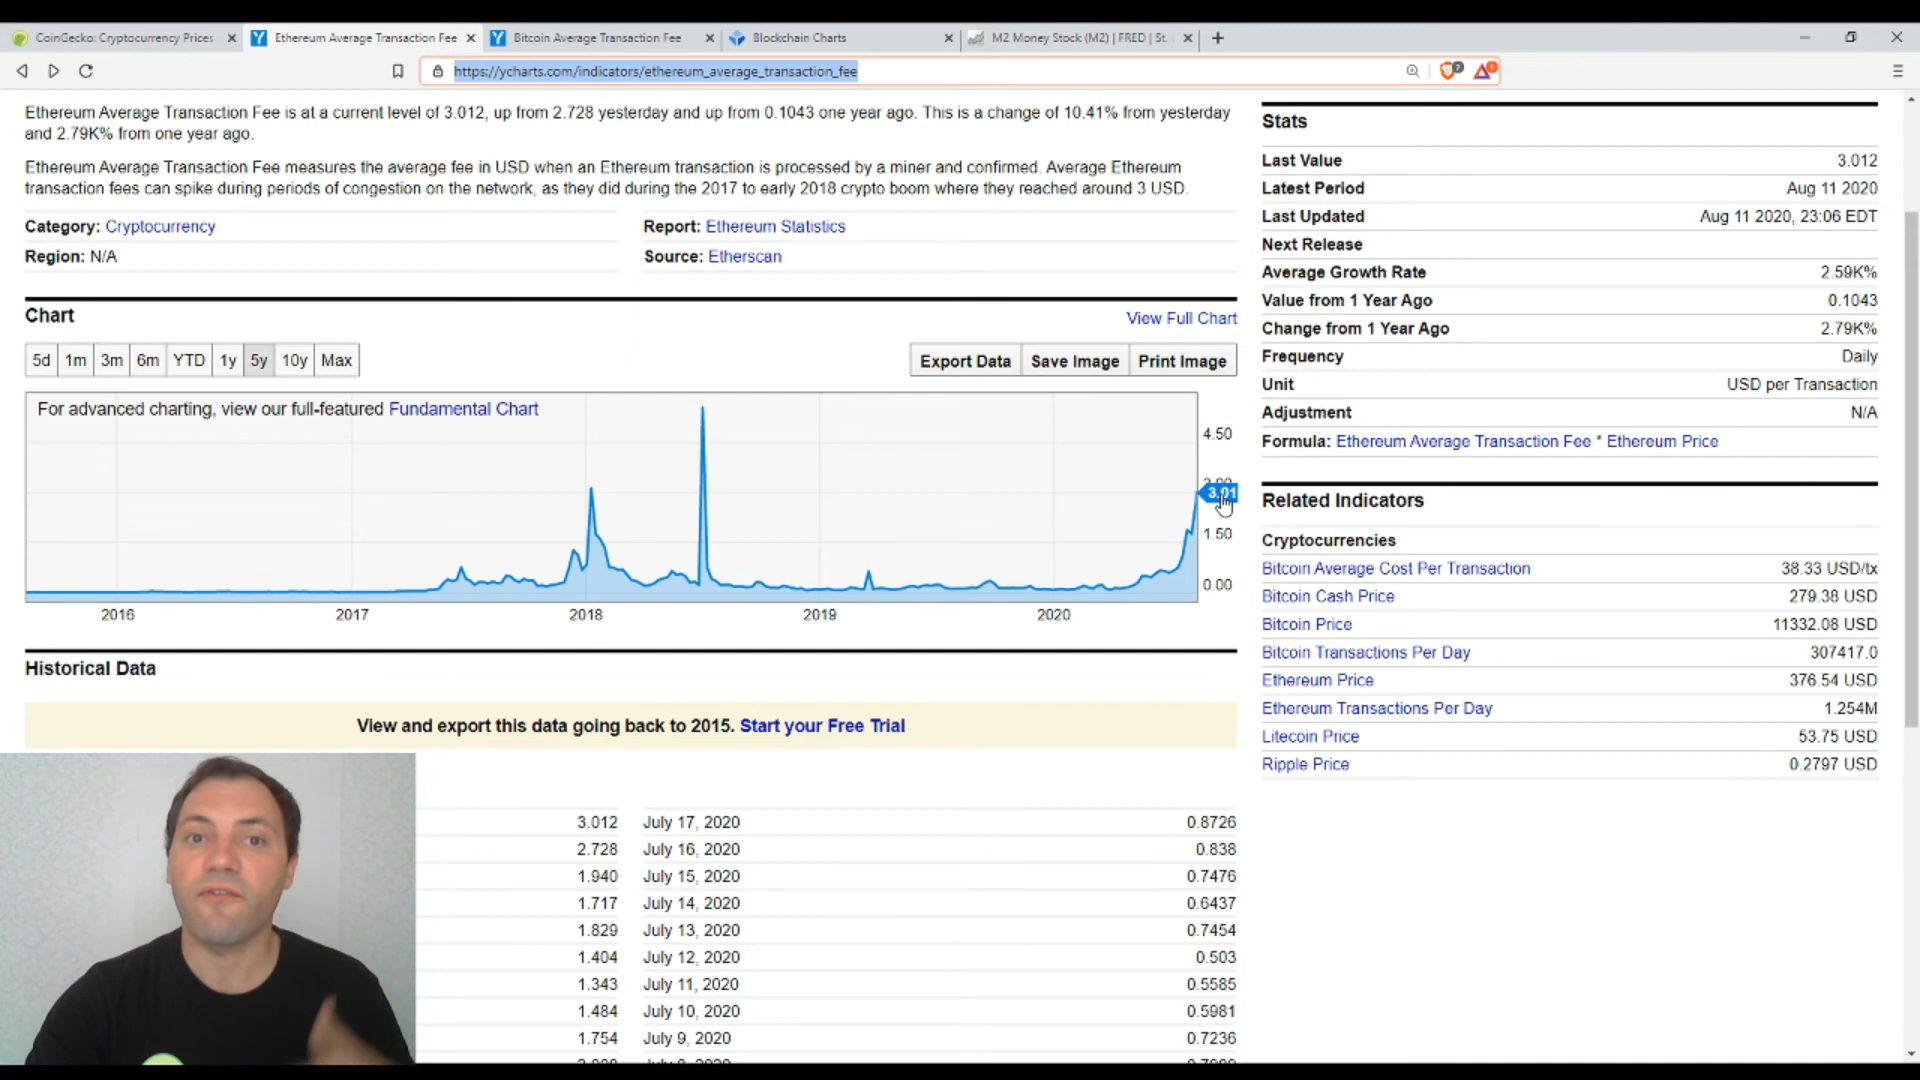 CoinGecko: Cryptocurrency Prices
Ethereum Average Transaction Fee
Bitcoin Average Transaction Fee
Blockchain Charts
M2 Money Stock (M2) | FRED | St.
https://ycharts.com/indicators/ethereum_average_transaction_fee
Ethereum Average Transaction Fee is at a current level of 3.012, up from 2.728 yesterday and up from 0.1043 one year ago. This is a change of 10.41% from yesterday
and 2.79K% from one year ago.
Ethereum Average Transaction Fee measures the average fee in USD when an Ethereum transaction is processed by a miner and confirmed. Average Ethereum
transaction fees can spike during periods of congestion on the network, as they did during the 2017 to early 2018 crypto boom where they reached around 3 USD.
Category: Cryptocurrency
Report: Ethereum Statistics
Region: N/A
Source: Etherscan
Chart
View Full Chart
5d 1m 3m 6m YTD 1y 5y 10y Max
Export Data Save Image Print Image
For advanced charting, view our full-featured Fundamental Chart
4.50
3.01
1.50
0.00
2016 2017 2018 2019 2020
Historical Data
View and export this data going back to 2015. Start your Free Trial
3.012 July 17, 2020 0.8726
2.728 July 16, 2020 0.838
1.940 July 15, 2020 0.7476
1.717 July 14, 2020 0.6437
1.829 July 13, 2020 0.7454
1.404 July 12, 2020 0.503
1.343 July 11, 2020 0.5585
1.484 July 10, 2020 0.5981
1.754 July 9, 2020 0.7236
Stats
Last Value 3.012
Latest Period Aug 11 2020
Last Updated Aug 11 2020, 23:06 EDT
Next Release
Average Growth Rate 2.59K%
Value from 1 Year Ago 0.1043
Change from 1 Year Ago 2.79K%
Frequency Daily
Unit USD per Transaction
Adjustment N/A
Formula: Ethereum Average Transaction Fee * Ethereum Price
Related Indicators
Cryptocurrencies
Bitcoin Average Cost Per Transaction 38.33 USD/tx
Bitcoin Cash Price 279.38 USD
Bitcoin Price 11332.08 USD
Bitcoin Transactions Per Day 307417.0
Ethereum Price 376.54 USD
Ethereum Transactions Per Day 1.254M
Litecoin Price 53.75 USD
Ripple Price 0.2797 USD